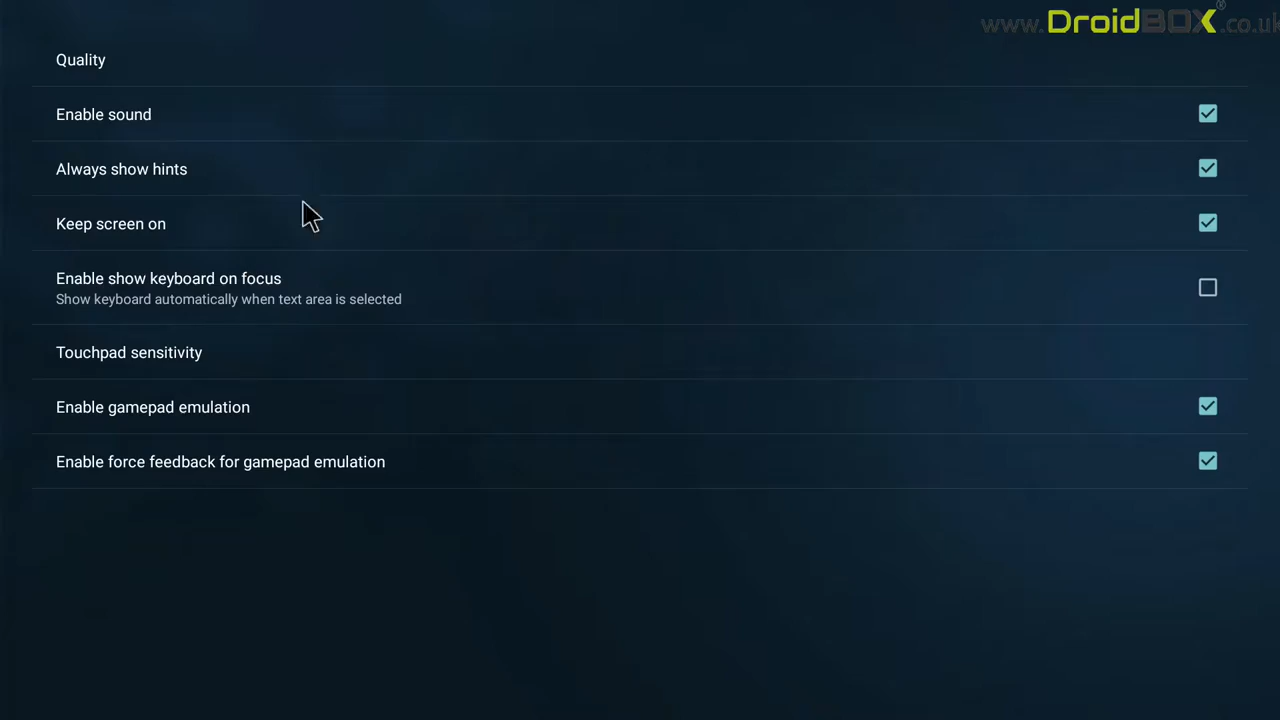 www.DroidBOX®.co.uk
Quality
Enable sound
Always show hints
Keep screen on
Enable show keyboard on focus
Show keyboard automatically when text area is selected
Touchpad sensitivity
Enable gamepad emulation
Enable force feedback for gamepad emulation